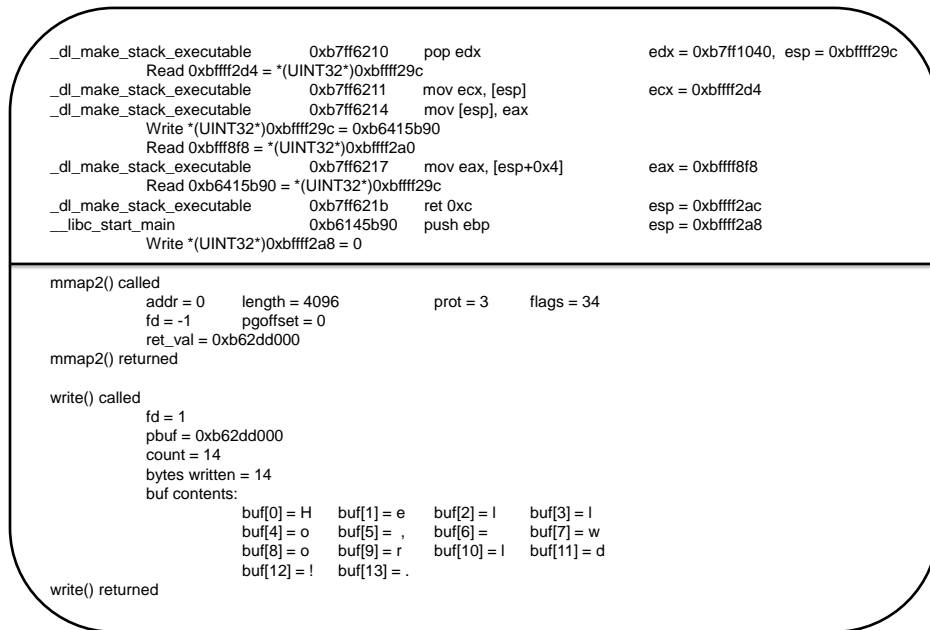 _dl_make_stack_executable 0xb7ff6210 pop edx edx = 0xb7ff1040, esp = 0xbffff29c
Read 0xbffff2d4 = *(UINT32*)0xbffff29c
_dl_make_stack_executable 0xb7ff6211 mov ecx, [esp] ecx = 0xbffff2d4
_dl_make_stack_executable 0xb7ff6214 mov [esp], eax
Write *(UINT32*)0xbffff29c = 0xb6415b90
Read 0xbfff8f8 = *(UINT32*)0xbffff2a0
_dl_make_stack_executable 0xb7ff6217 mov eax, [esp+0x4] eax = 0xbffff8f8
Read 0xb6415b90 = *(UINT32*)0xbffff29c
_dl_make_stack_executable 0xb7ff621b ret 0xc esp = 0xbffff2ac
__libc_start_main 0xb6145b90 push ebp esp = 0xbffff2a8
Write *(UINT32*)0xbffff2a8 = 0
mmap2() called
addr = 0 length = 4096 prot = 3 flags = 34
fd = -1 pgoffset = 0
ret_val = 0xb62dd000
mmap2() returned
write() called
fd = 1
pbuf = 0xb62dd000
count = 14
bytes written = 14
buf contents:
buf[0] = H buf[1] = e buf[2] = l buf[3] = l
buf[4] = o buf[5] = , buf[6] = buf[7] = w
buf[8] = o buf[9] = r buf[10] = l buf[11] = d
buf[12] = ! buf[13] = .
write() returned